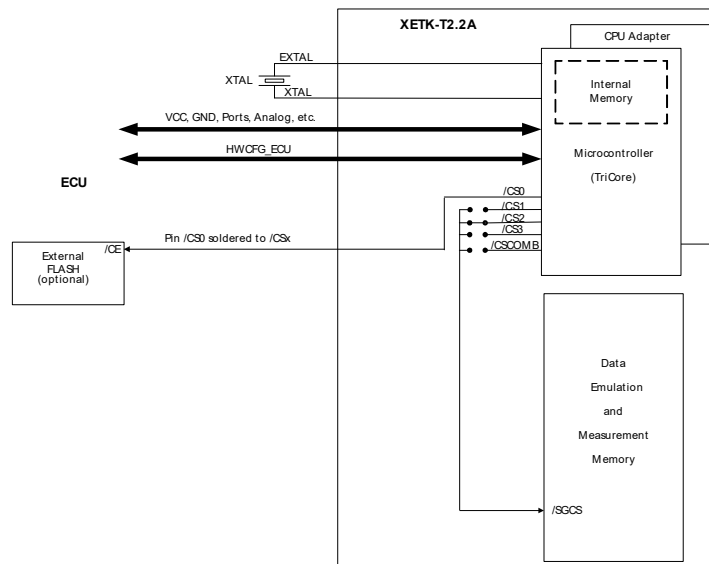 XETK-T2.2A
CPU Adapter
EXTAL
XTAL
XTAL
Internal
Memory
VCC, GND, Ports, Analog, etc.
HWCFG_ECU
Microcontroller
(TriCore)
ECU
/CS0
/CS1
/CS2
/CS3
/CSCOMB
Pin /CS0 soldered to /CSx
/CE
External
FLASH
(optional)
Data
Emulation
and
Measurement
Memory
/SGCS